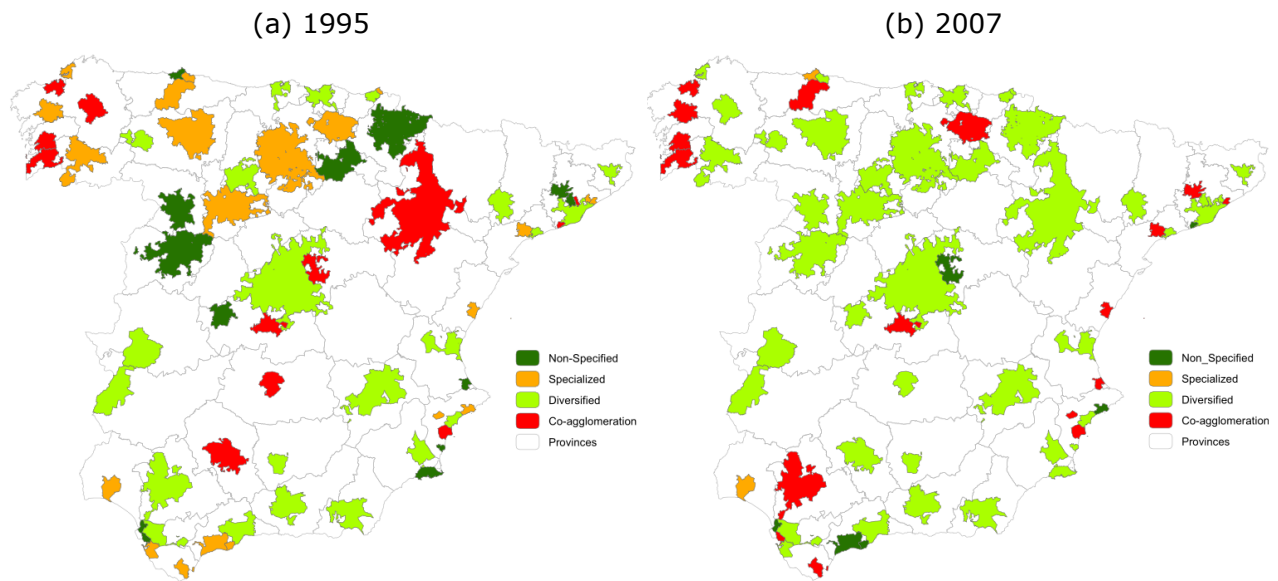 (a) 1995
(b) 2007
Non-Specified
Specialized
Diversified
Co-agglomeration
Provinces
Non_Specified
Specialized
Diversified
Co-agglomeration
Provinces